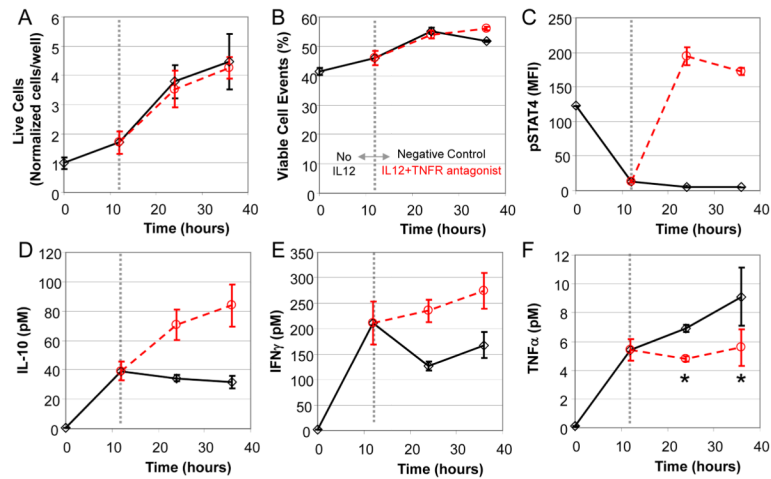 A
Live Cells
(Normalized cells/well)
6
5
4
3
2
1
0
0 10 20 30 40
Time (hours)
B
Viable Cell Events (%)
60
50
40
30
20
10
0
No
IL12
Negative Control
IL12+TNFR antagonist
0 10 20 30 40
Time (hours)
C
pSTAT4 (MFI)
250
200
150
100
50
0
0 10 20 30 40
Time (hours)
D
IL-10 (pM)
120
100
80
60
40
20
0
0 10 20 30 40
Time (hours)
E
IFNγ (pM)
350
300
250
200
150
100
50
0
0 10 20 30 40
Time (hours)
F
TNFα (pM)
12
10
8
6
4
2
0
* *
0 10 20 30 40
Time (hours)